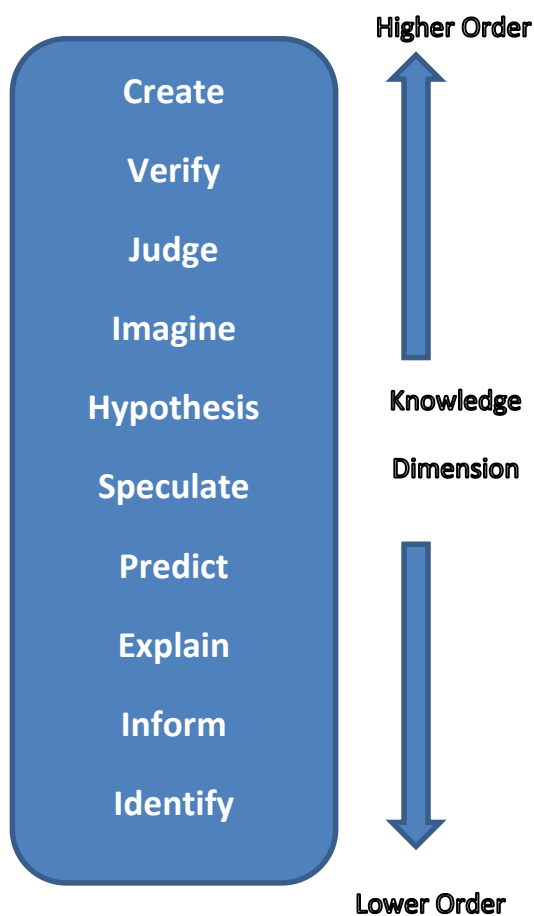 Higher Order
Create
Verify
Judge
Imagine
Hypothesis
Knowledge
Speculate
Dimension
Predict
Explain
Inform
Identify
Lower Order